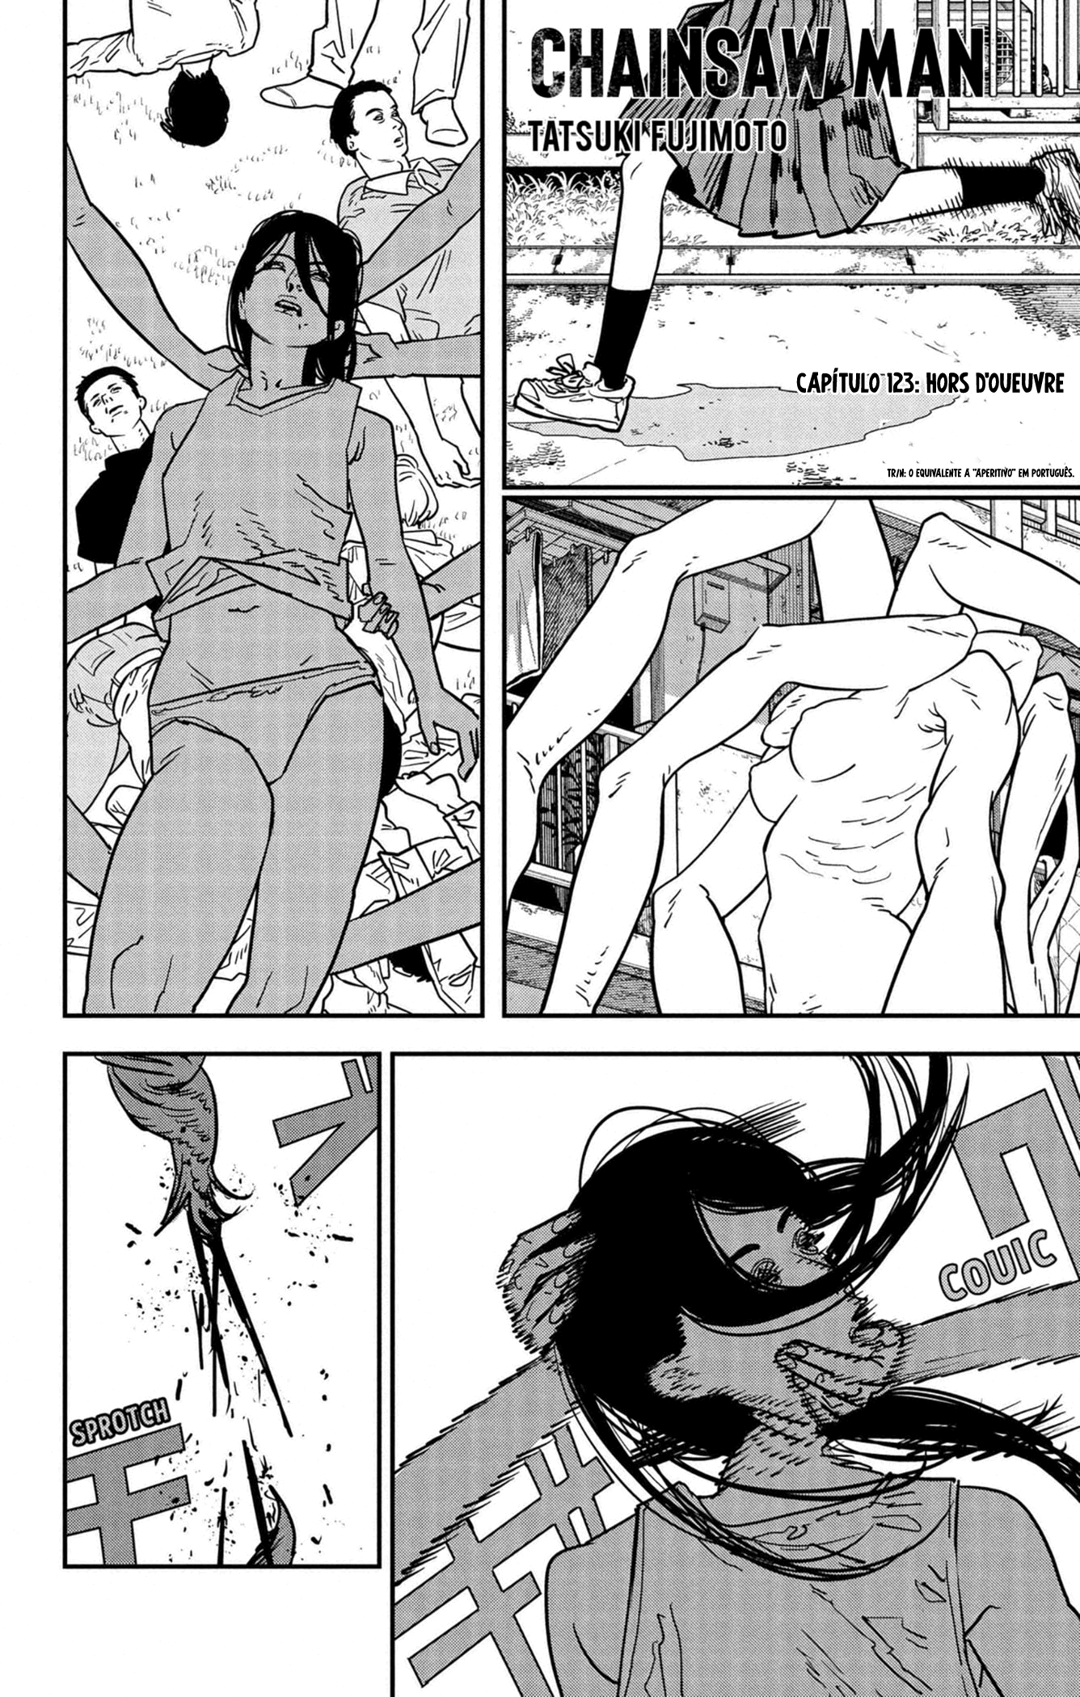 CHAINSAW MAN
TATSUKI FUJIMOTO
CAPÍTULO 123: HORS D'OUEUVRE
TR/N: O EQUIVALENTE A "APERITIVO" EM PORTUGUÊS.
COUIC
SPROTCH